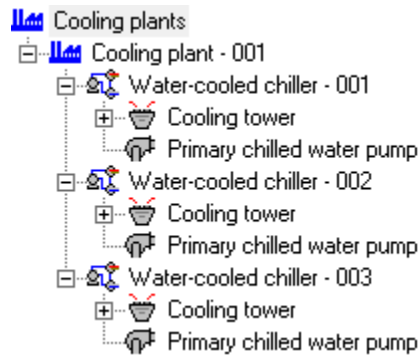 Cooling plants
Cooling plant - 001
Water-cooled chiller - 001
Cooling tower
Primary chilled water pump
Water-cooled chiller - 002
Cooling tower
Primary chilled water pump
Water-cooled chiller - 003
Cooling tower
Primary chilled water pump